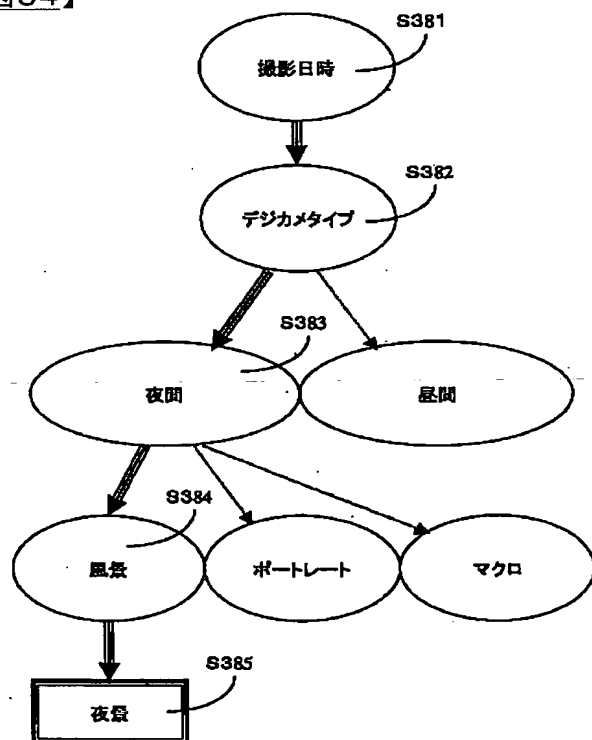 S381
撮影日時
S382
デジカメタイプ
S383
夜間
昼間
S384
風景
ポートレート
マクロ
S385
夜景